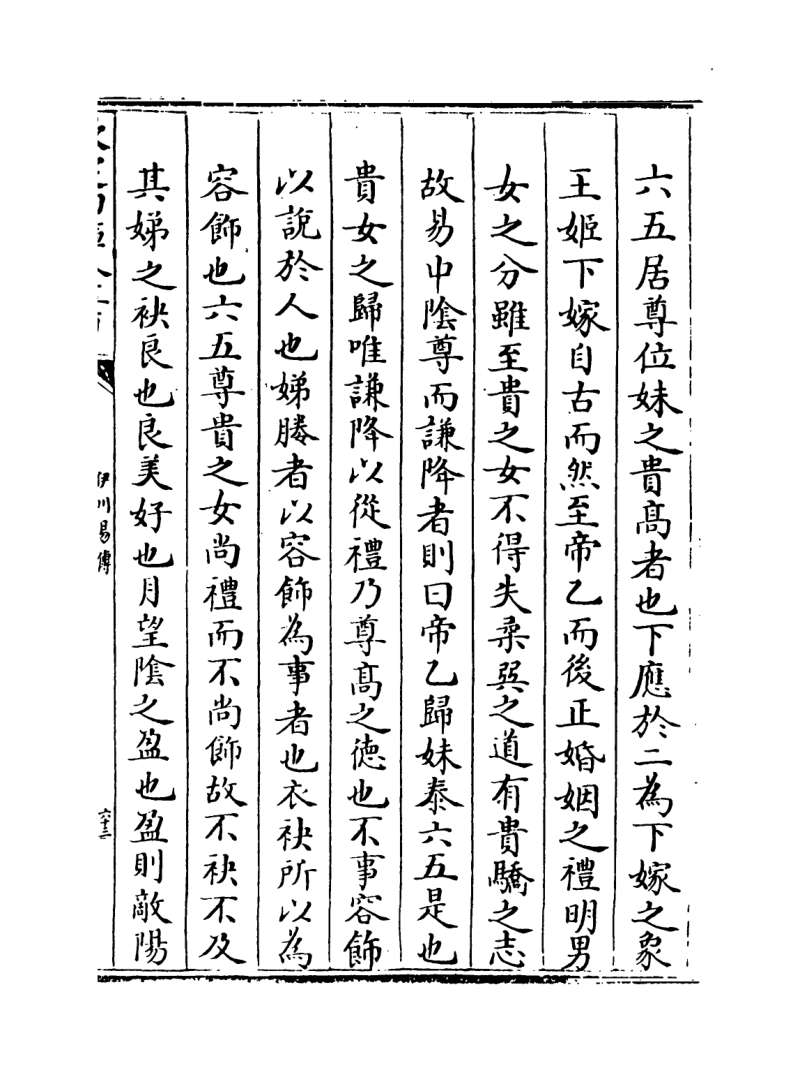 六五居尊位妹之貴髙者也下應於二為下嫁之象
王姬下嫁自古而然至帝乙而後正婚姻之禮明男
女之分雖至貴之女不得失柔巽之道有貴驕之志
故易中陰尊而謙降者則曰帝乙歸妹泰六五是也
貴女之歸唯謙降以從禮乃尊髙之徳也不事容飾
以說於人也娣媵者以容飾為事者也衣袂所以為
容飾也六五尊貴之女尚禮而不尚飾故不袂不及
其娣之袂良也良美好也月望陰之盈也盈則敵陽
伊川易傳
六十三